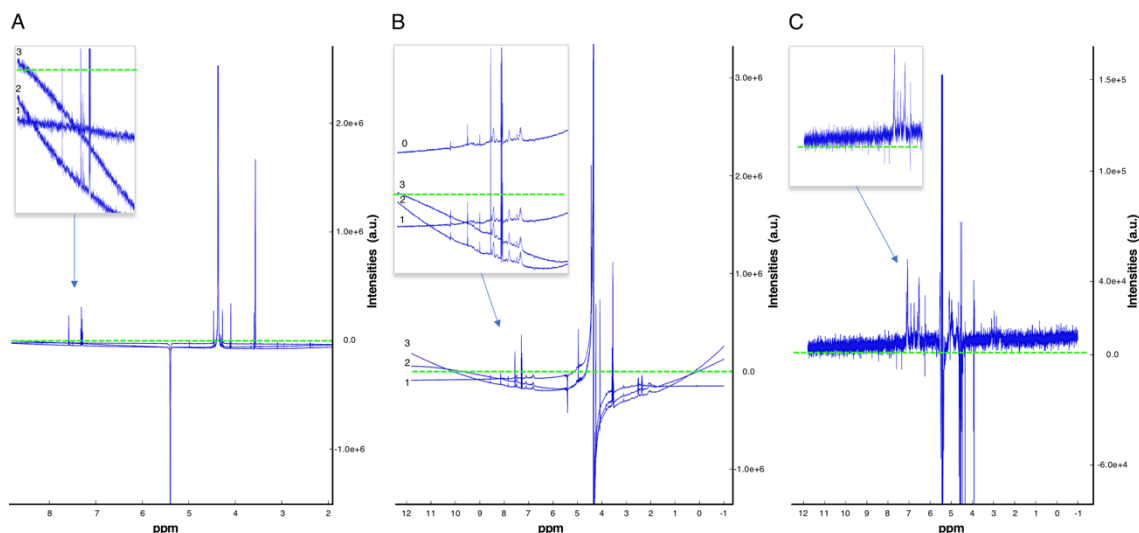 A
3
2
1
2.0e+6
1.0e+6
0.0
-1.0e+6
Intensities (a.u.)
8 7 6 5 4 3 2
ppm
B
0
3
2
1
3
2
1
3.0e+6
2.0e+6
1.0e+6
0.0
-1.0e+6
Intensities (a.u.)
12 11 10 9 8 7 6 5 4 3 2 1 0 -1
ppm
C
1.5e+5
1.0e+5
4.0e+4
0.0
-6.0e+4
Intensities (a.u.)
12 11 10 9 8 7 6 5 4 3 2 1 0 -1
ppm